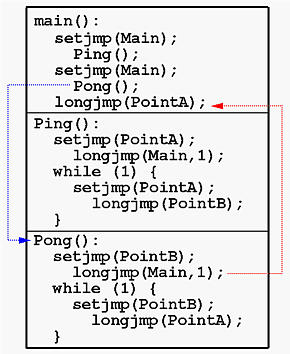 main():
setjmp(Main);
Ping();
setjmp(Main);
Pong();
longjmp(PointA);
Ping():
setjmp(PointA);
longjmp(Main,1);
while (1) {
setjmp(PointA);
longjmp(PointB);
}
Pong():
setjmp(PointB);
longjmp(Main,1);
while (1) {
setjmp(PointB);
longjmp(PointA);
}